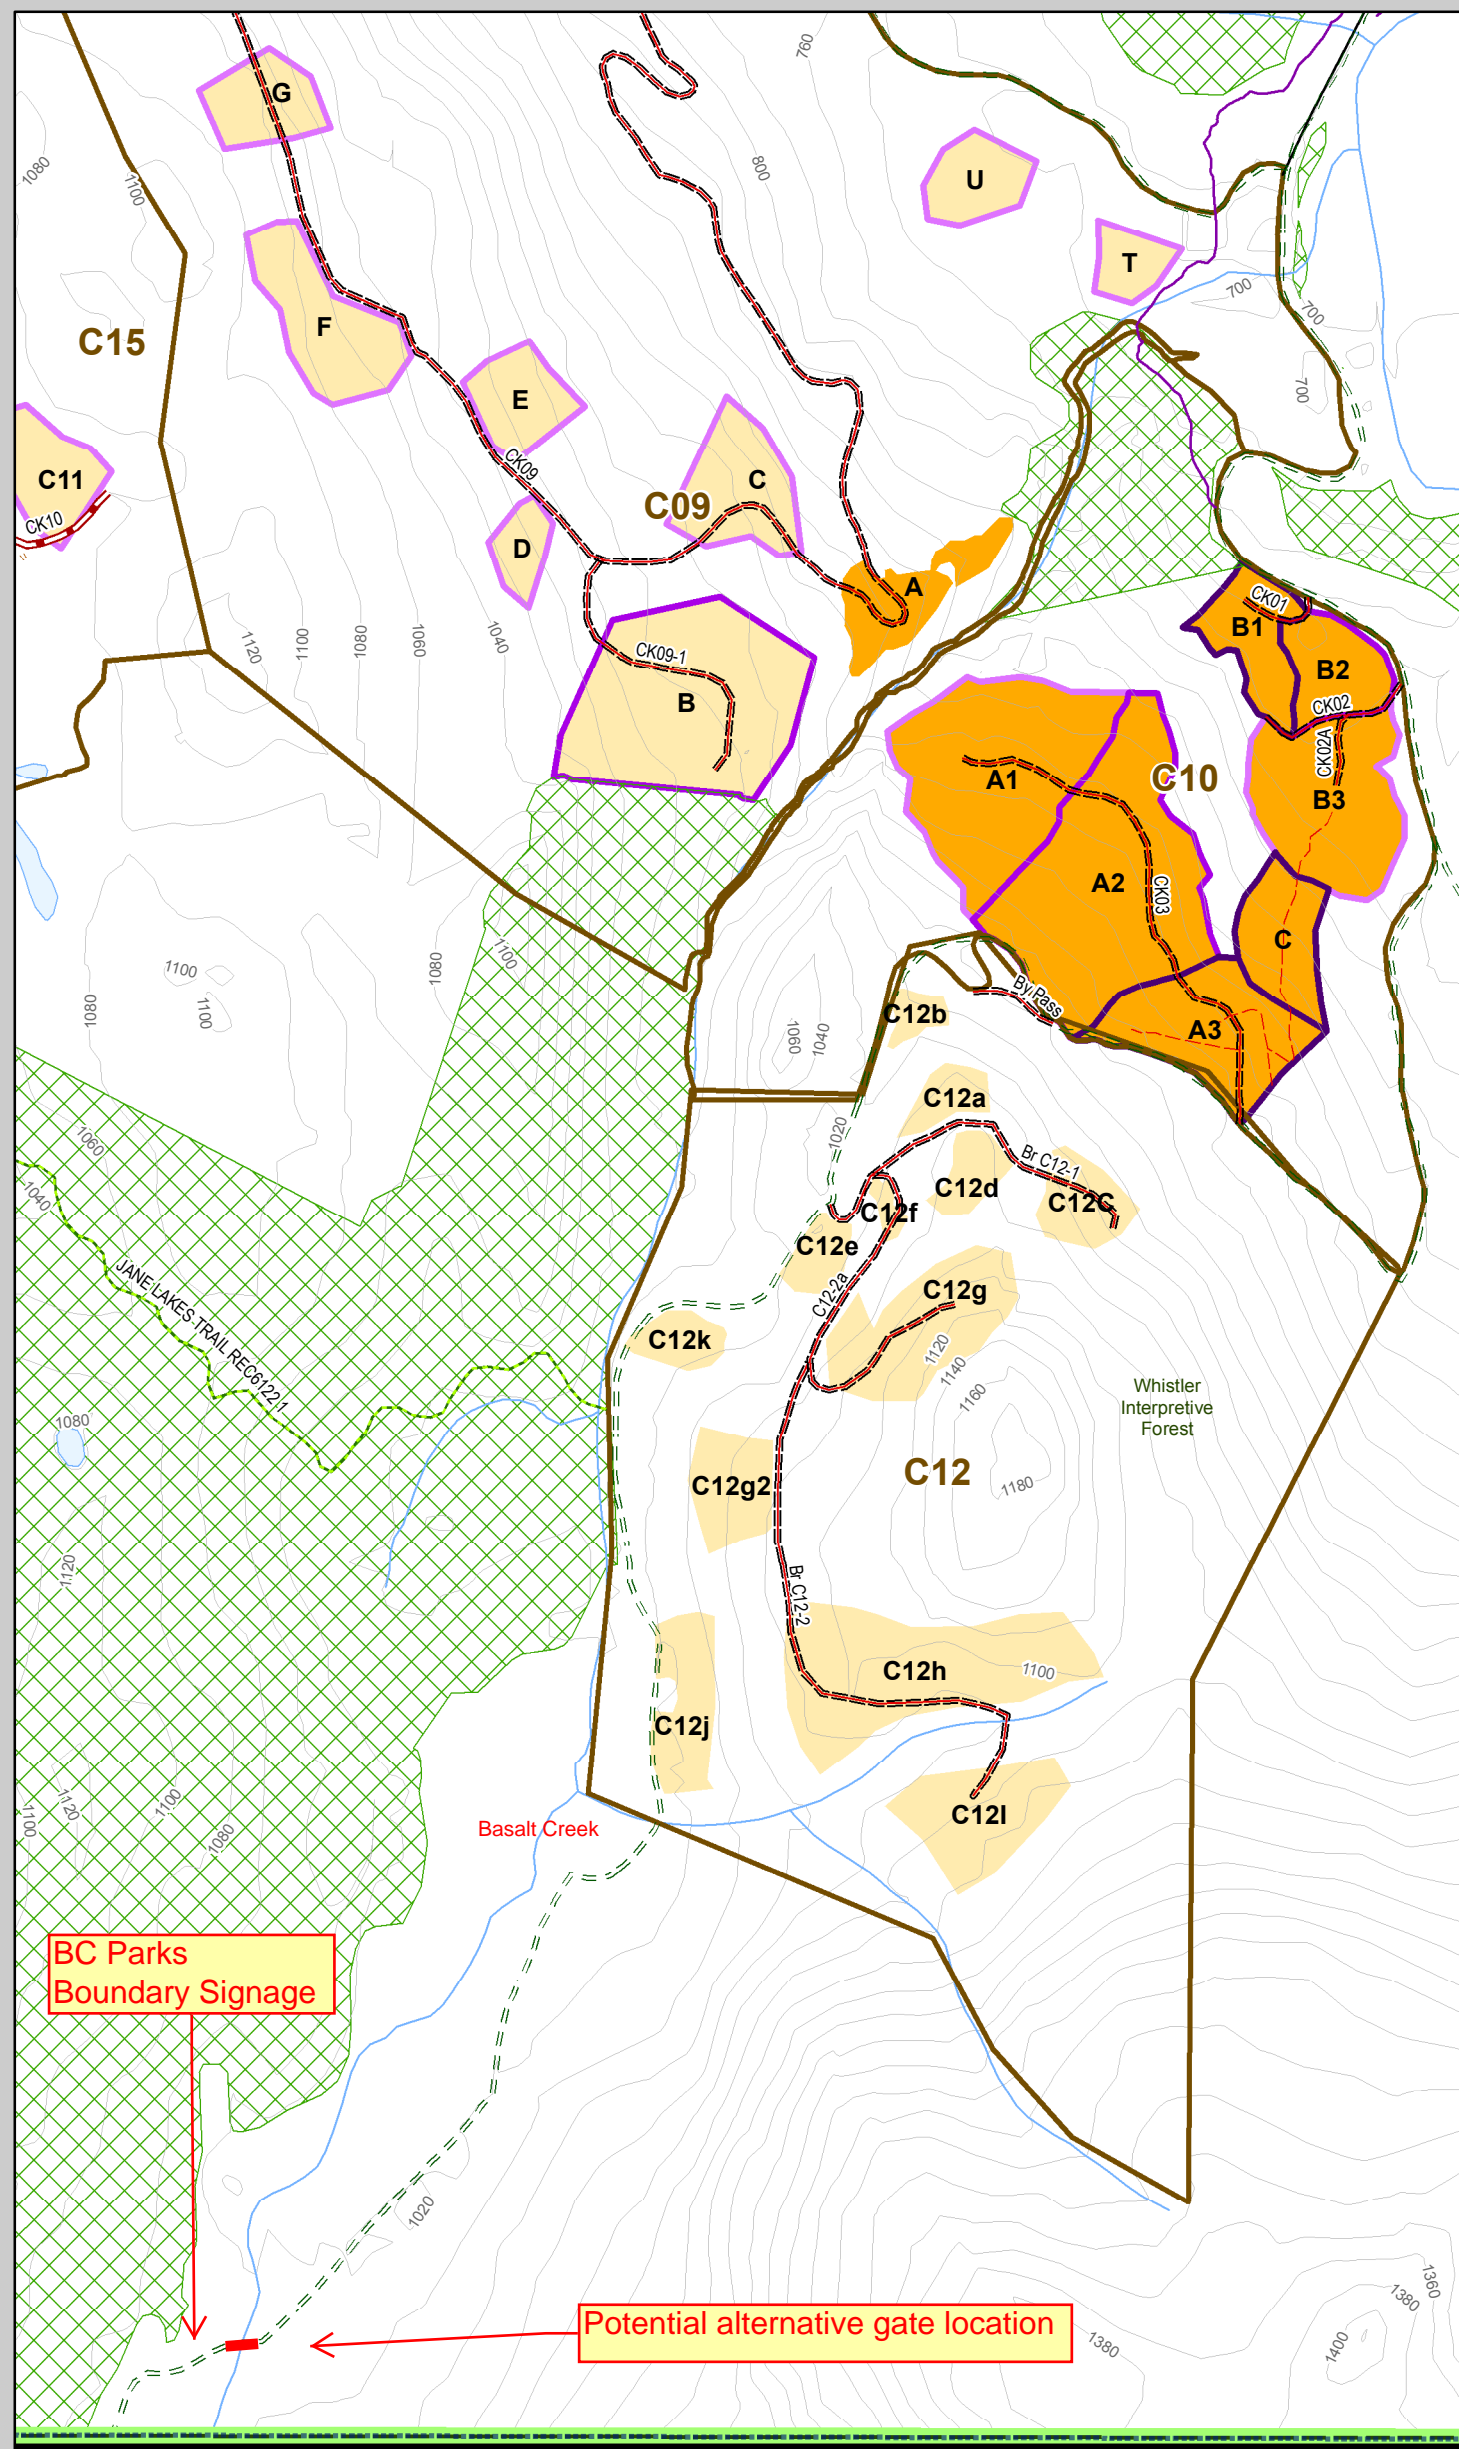 760
G
1080
1100
800
U
T
700
700
F
C15
E
700
C
C11
CK09
C09
CK10
D
A
CK01
B1
1120
1100
1080
1060
1040
CK09-1
B2
B
CK02
CK02A
A1
C10
B3
A2
CK03
C
1100
1080
1100
1080
1100
By Pass
C12b
A3
1060
1040
C12a
1020
1060
Br C12-1
1040
C12d
C12C
C12f
C12e
JANE LAKES TRAIL REC6122 1
C12-2a
C12g
C12k
1120
1140
1160
Whistler
Interpretive
Forest
1080
C12
C12g2
1180
1120
Br C12-2
C12h
1100
C12j
1100
1120
1100
1080
C12l
Basalt Creek
BC Parks
Boundary Signage
1020
1360
1380
Potential alternative gate location
1380
1400